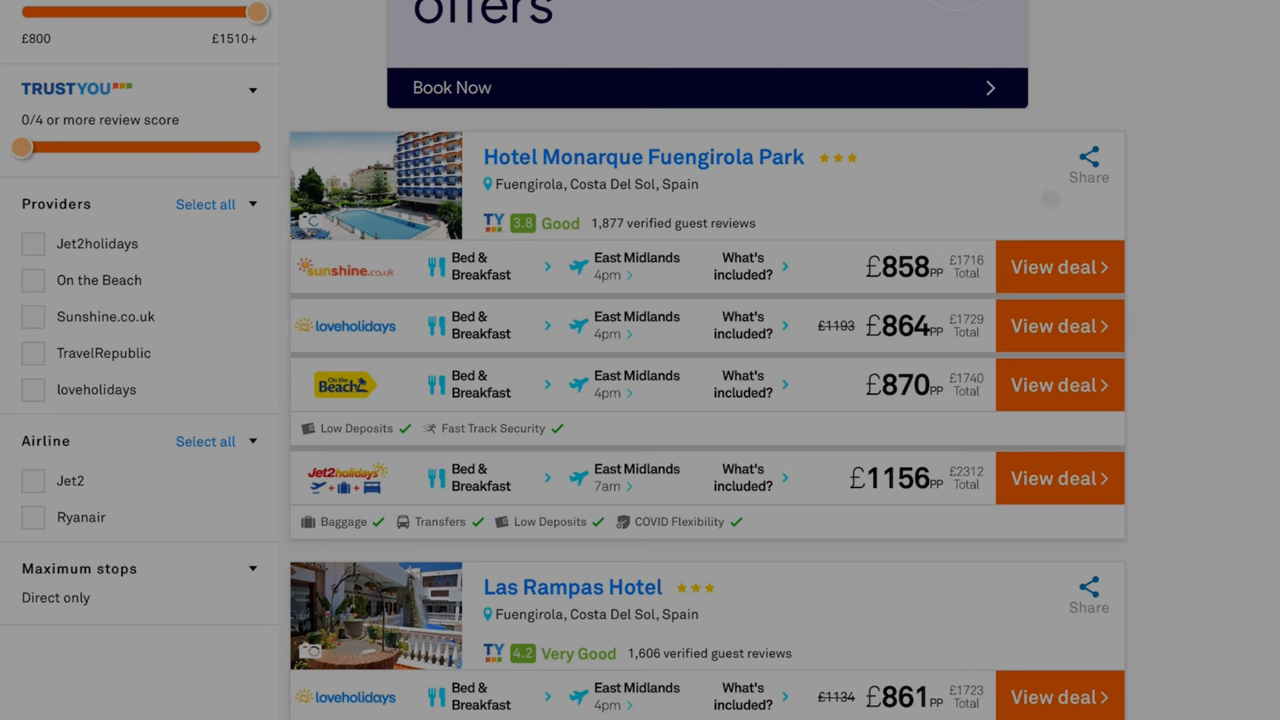 offers
Book Now
£800 £1510+
TRUSTYOU
0/4 or more review score
Providers Select all
Jet2holidays
On the Beach
Sunshine.co.uk
TravelRepublic
loveholidays
Airline Select all
Jet2
Ryanair
Maximum stops
Direct only
Hotel Monarque Fuengirola Park
Fuengirola, Costa Del Sol, Spain
TY 3.8 Good 1,877 verified guest reviews
Share
sunshine.co.uk
Bed &
Breakfast
East Midlands
4pm
What's
included?
£858PP
£1716
Total
View deal
loveholidays
Bed &
Breakfast
East Midlands
4pm
What's
included?
£1193 £864PP
£1729
Total
View deal
On the
Beach
Bed &
Breakfast
East Midlands
4pm
What's
included?
£870PP
£1740
Total
View deal
Low Deposits Fast Track Security
Jet2holidays
Bed &
Breakfast
East Midlands
7am
What's
included?
£1156PP
£2312
Total
View deal
Baggage Transfers Low Deposits COVID Flexibility
Las Rampas Hotel
Fuengirola, Costa Del Sol, Spain
TY 4.2 Very Good 1,606 verified guest reviews
Share
loveholidays
Bed &
Breakfast
East Midlands
4pm
What's
included?
£1134 £861PP
£1723
Total
View deal